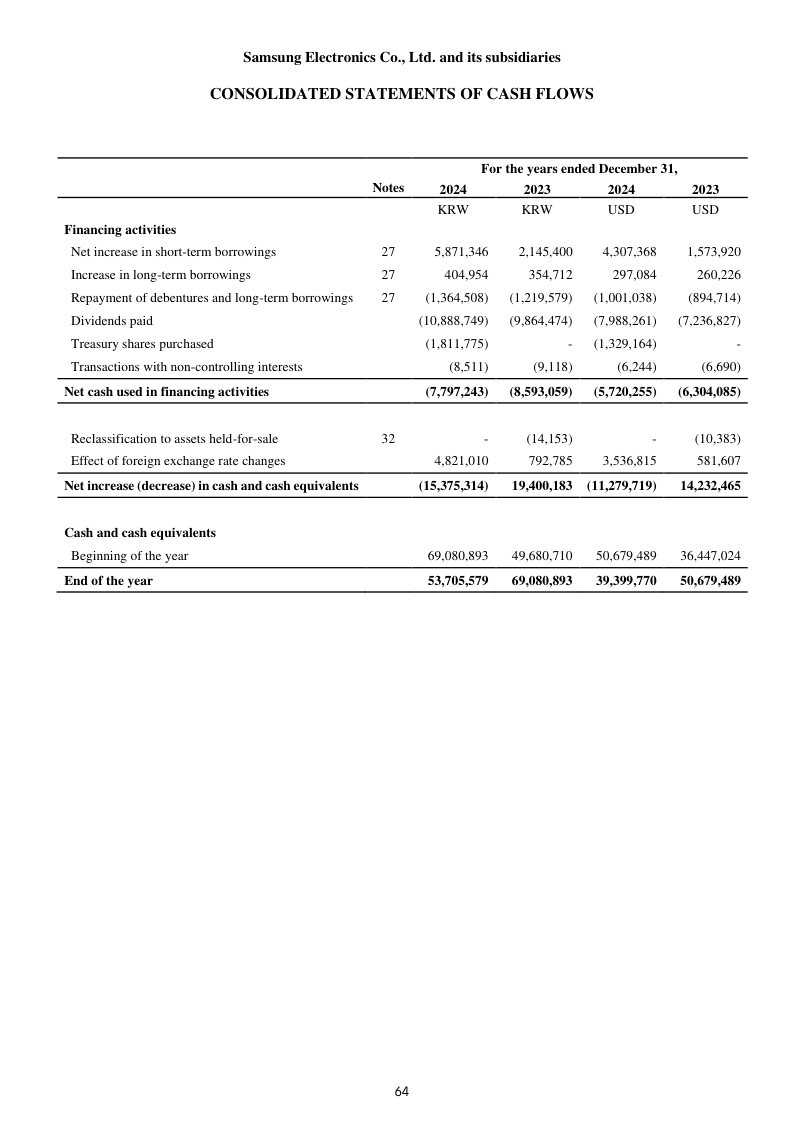 Samsung Electronics Co., Ltd. and its subsidiaries
CONSOLIDATED STATEMENTS OF CASH FLOWS
For the years ended December 31,
Notes 2024 2023 2024 2023
KRW KRW USD USD
Financing activities
Net increase in short-term borrowings 27 5,871,346 2,145,400 4,307,368 1,573,920
Increase in long-term borrowings 27 404,954 354,712 297,084 260,226
Repayment of debentures and long-term borrowings 27 (1,364,508) (1,219,579) (1,001,038) (894,714)
Dividends paid (10,888,749) (9,864,474) (7,988,261) (7,236,827)
Treasury shares purchased (1,811,775) - (1,329,164) -
Transactions with non-controlling interests (8,511) (9,118) (6,244) (6,690)
Net cash used in financing activities (7,797,243) (8,593,059) (5,720,255) (6,304,085)
Reclassification to assets held-for-sale 32 - (14,153) - (10,383)
Effect of foreign exchange rate changes 4,821,010 792,785 3,536,815 581,607
Net increase (decrease) in cash and cash equivalents (15,375,314) 19,400,183 (11,279,719) 14,232,465
Cash and cash equivalents
Beginning of the year 69,080,893 49,680,710 50,679,489 36,447,024
End of the year 53,705,579 69,080,893 39,399,770 50,679,489
64